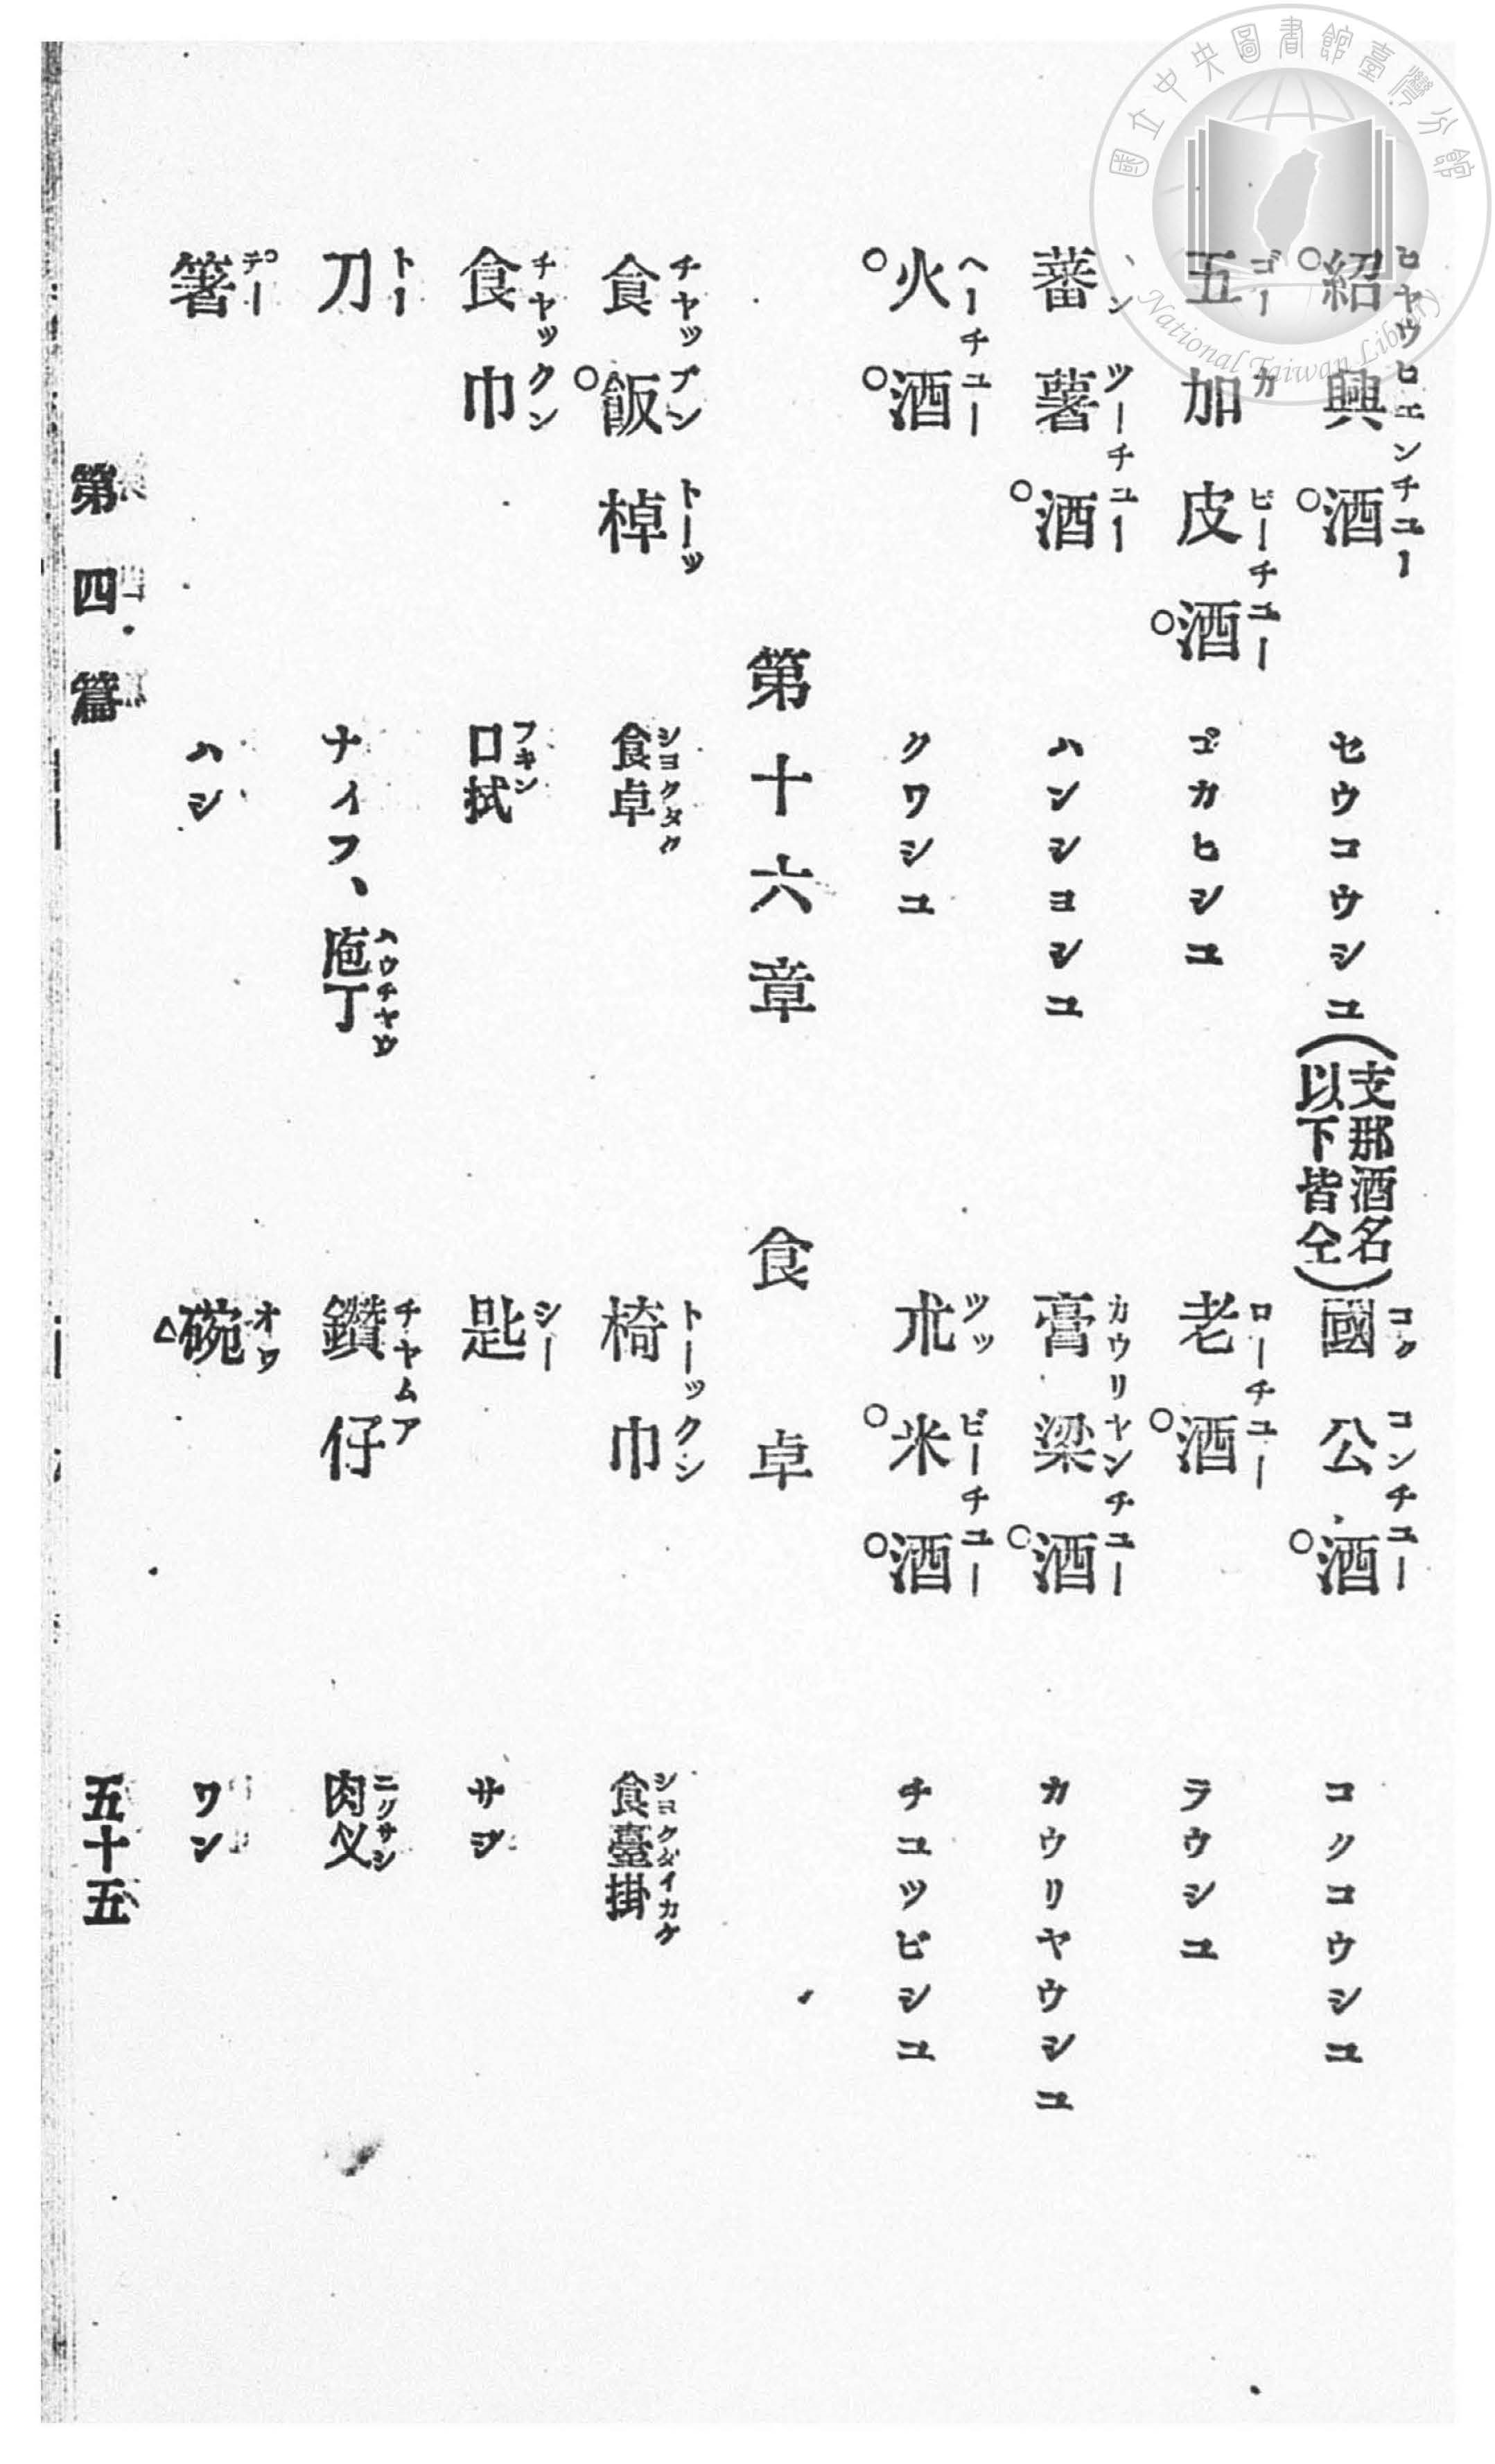 國立中央圖書館臺灣分館
National Taiwan Library
○紹興○酒 ヒヤウヒエンチユー セウコウシユ(支那酒名以下皆仝)
國公○酒 コクコンチユー コクコウシユ
五加皮○酒 ゴーカピーチユー ゴカヒシユ
老○酒 ローチユー ラウシユ
蕃薯○酒 ンツーチユー ハンシヨシユ
膏粱○酒 カウリヤンチユー カウリヤウシユ
○火○酒 ヘーチユー クワシユ
朮○米○酒 ツッビーチユー チユツビシユ
第十六章 食卓
食○飯棹 チヤップントーッ 食卓 シヨクタク
椅巾 トーックン 食臺掛 シヨクダイカケ
食巾 チヤックン 口拭 フキン
匙 シー サジ
刀 トー ナイフ、庖丁 ハウチヤウ
鑽仔 チヤムア 肉叉 ニクサシ
箸 テー ハシ
△碗 オワ ワン
第四篇
五十五